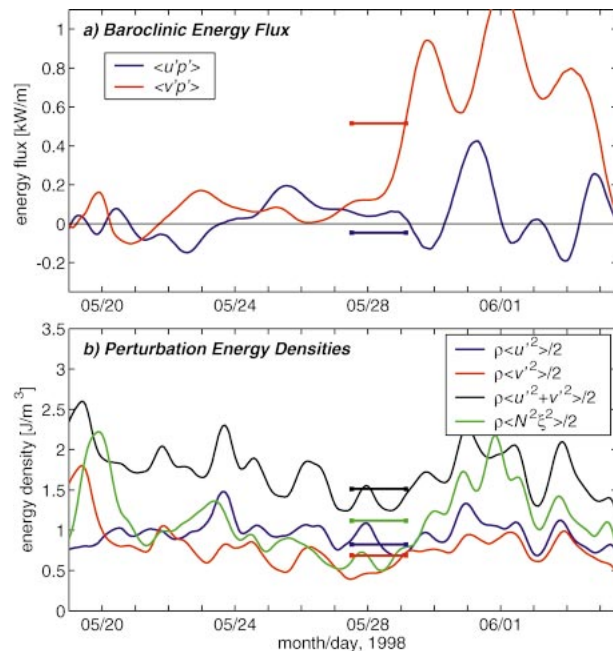 a) Baroclinic Energy Flux
<u'p'>
<v'p'>
energy flux [kW/m]
1
0.8
0.6
0.4
0.2
0
-0.2
05/20 05/24 05/28 06/01
b) Perturbation Energy Densities
ρ<u'²>/2
ρ<v'²>/2
ρ<u'²+v'²>/2
ρ<N²ξ²>/2
energy density [J/m³]
3.5
3
2.5
2
1.5
1
0.5
0
05/20 05/24 05/28 06/01
month/day, 1998